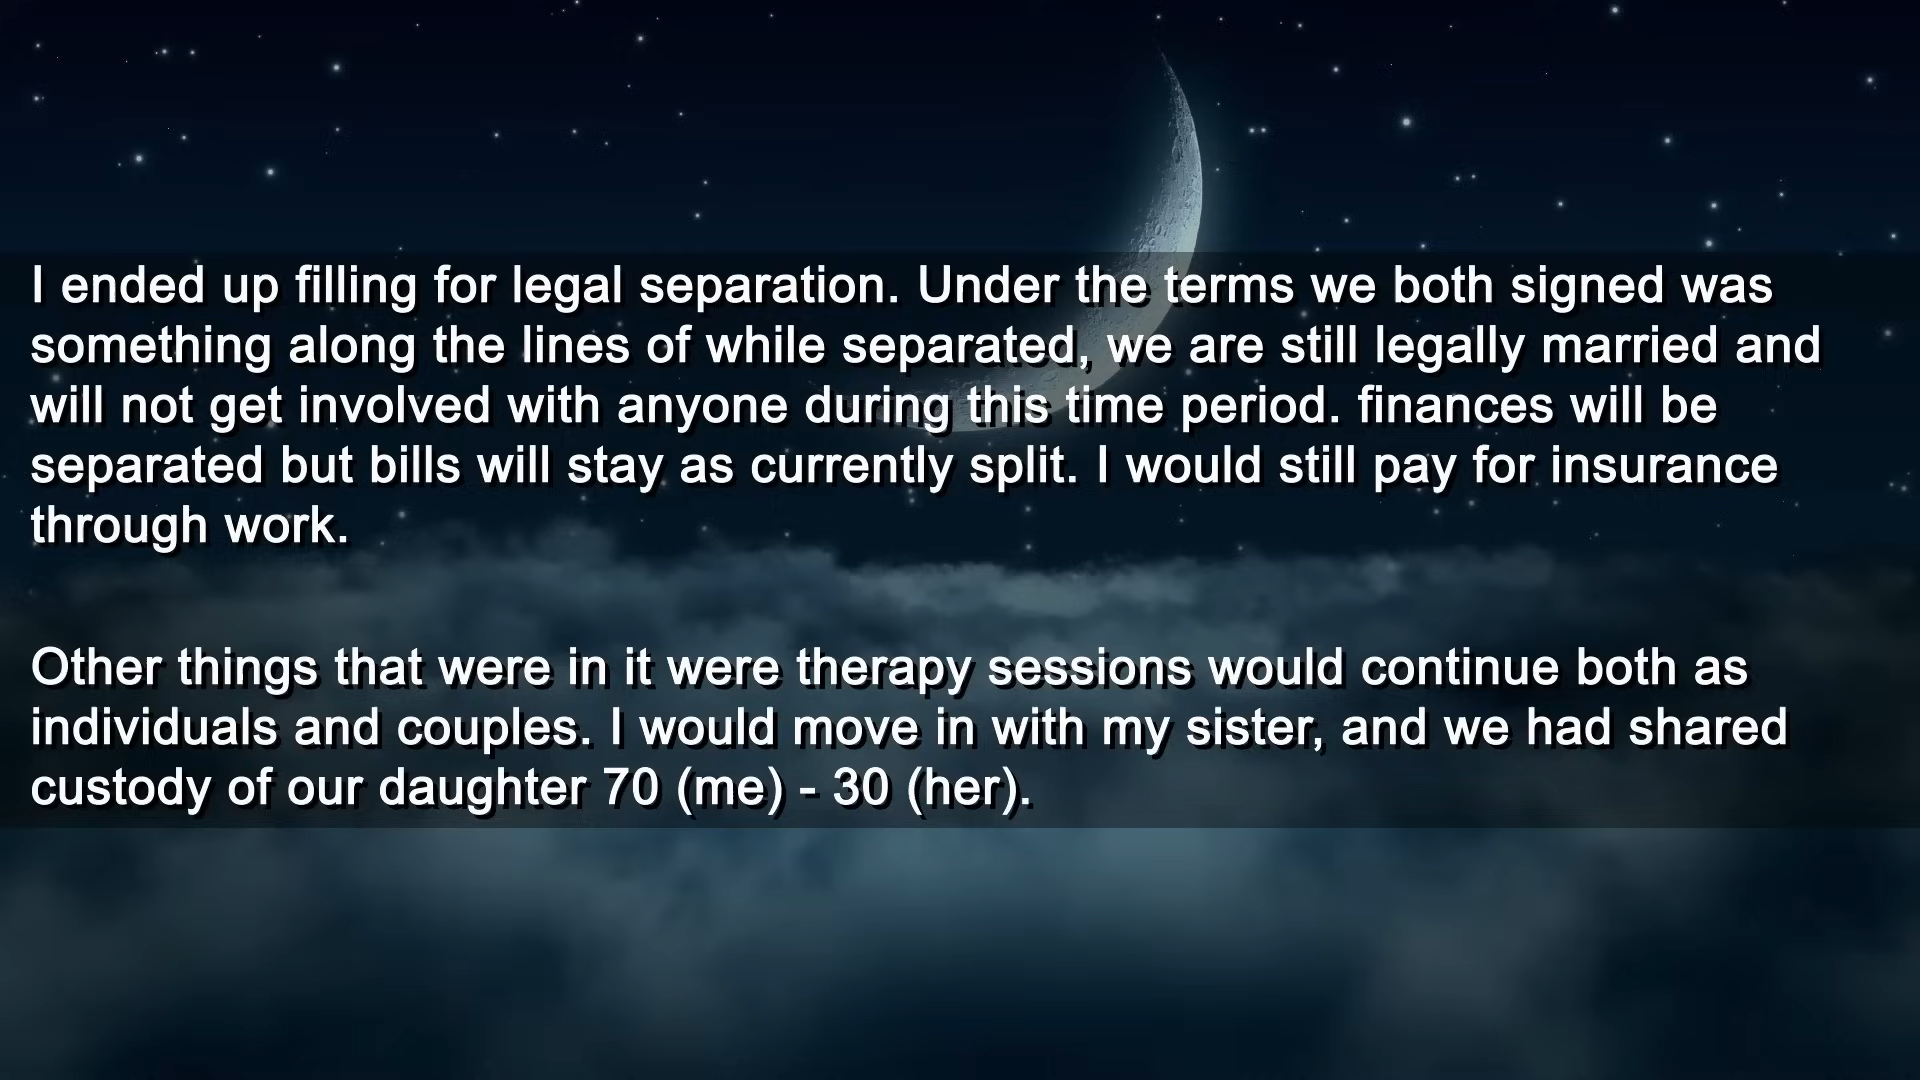 I ended up filling for legal separation. Under the terms we both signed was
something along the lines of while separated, we are still legally married and
will not get involved with anyone during this time period. finances will be
separated but bills will stay as currently split. I would still pay for insurance
through work.
Other things that were in it were therapy sessions would continue both as
individuals and couples. I would move in with my sister, and we had shared
custody of our daughter 70 (me) - 30 (her).